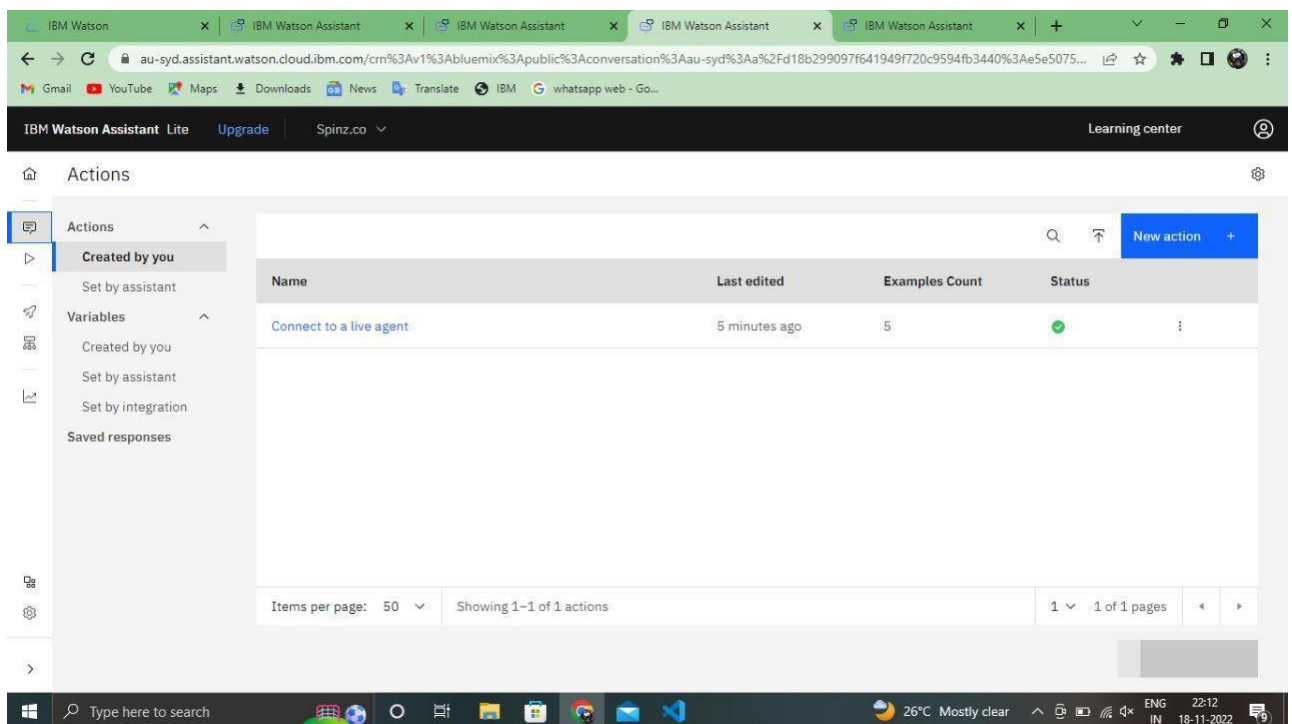 IBM Watson IBM Watson Assistant IBM Watson Assistant IBM Watson Assistant IBM Watson Assistant
au-syd.assistant.watson.cloud.ibm.com/crn%3Av1%3Abluemix%3Apublic%3Aconversation%3Aau-syd%3Aa%2Fd18b299097f641949f720c9594fb3440%3Ae5e5075...
Gmail YouTube Maps Downloads News Translate IBM whatsapp web - Go...
IBM Watson Assistant Lite Upgrade Spinz.co Learning center
Actions
Actions
Created by you
Set by assistant
Variables
Created by you
Set by assistant
Set by integration
Saved responses
New action +
Name Last edited Examples Count Status
Connect to a live agent 5 minutes ago 5
Items per page: 50 Showing 1–1 of 1 actions 1 1 of 1 pages
Type here to search 26°C Mostly clear ENG 22:12
IN 18-11-2022 9